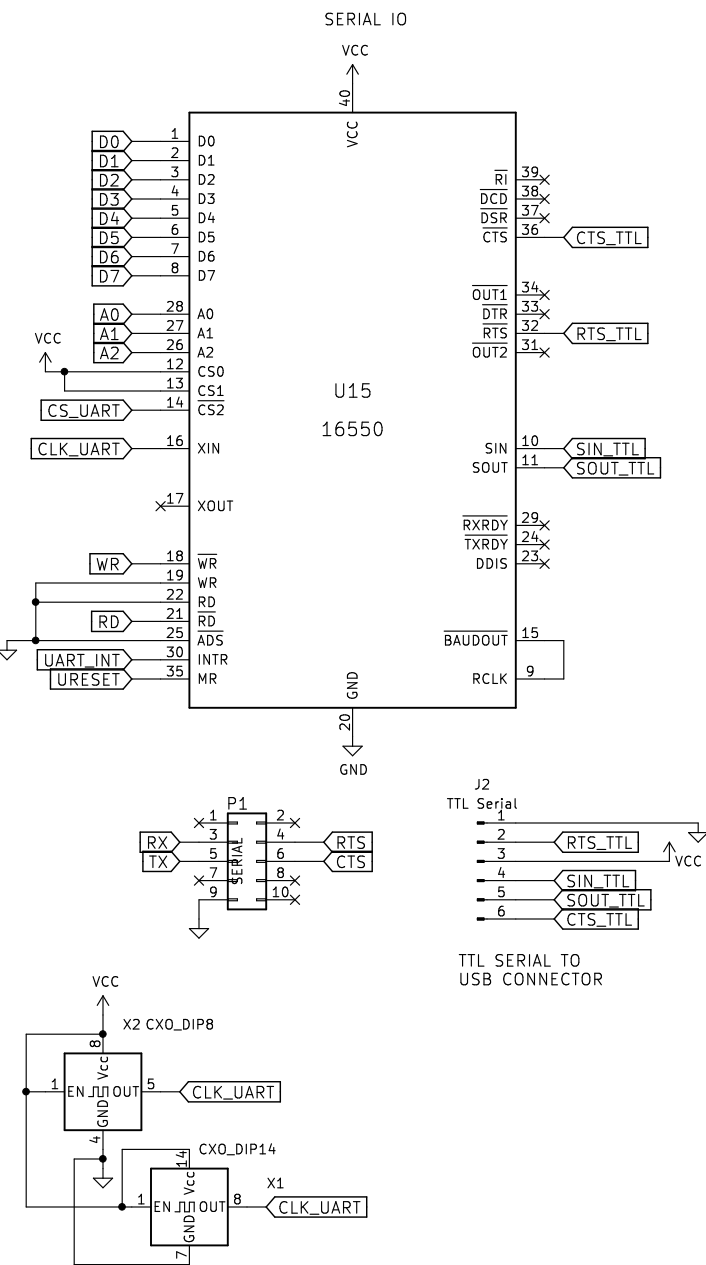 SERIAL IO
VCC
40
VCC
D0 1 D0
D1 2 D1
D2 3 D2
D3 4 D3
D4 5 D4
D5 6 D5
D6 7 D6
D7 8 D7
RI 39
DCD 38
DSR 37
CTS 36 CTS_TTL
OUT1 34
DTR 33
RTS 32 RTS_TTL
OUT2 31
A0 28 A0
A1 27 A1
A2 26 A2
VCC
12 CS0
13 CS1
CS_UART 14 CS2
CLK_UART 16 XIN
17 XOUT
U15
16550
SIN 10 SIN_TTL
SOUT 11 SOUT_TTL
RXRDY 29
TXRDY 24
DDIS 23
WR 18 WR
19 WR
22 RD
RD 21 RD
25 ADS
UART_INT 30 INTR
URESET 35 MR
BAUDOUT 15
RCLK 9
GND
20
GND
P1
SERIAL
1 2
RX 3 4 RTS
TX 5 6 CTS
7 8
9 10
J2
TTL Serial
1
2 RTS_TTL
3 VCC
4 SIN_TTL
5 SOUT_TTL
6 CTS_TTL
TTL SERIAL TO
USB CONNECTOR
VCC
X2 CXO_DIP8
8
Vcc
1 EN OUT 5 CLK_UART
GND
4
CXO_DIP14
14
Vcc
X1
1 EN OUT 8 CLK_UART
GND
7